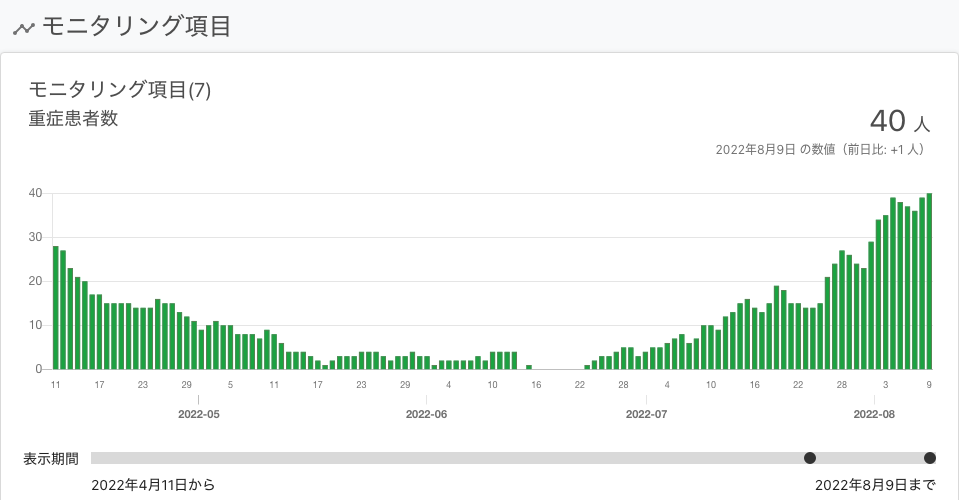 モニタリング項目
モニタリング項目(7)
重症患者数
40 人
2022年8月9日 の数値（前日比: +1 人）
40
30
20
10
0
11 17 23 29 5 11 17 23 29 4 10 16 22 28 4 10 16 22 28 3 9
2022-05 2022-06 2022-07 2022-08
表示期間
2022年4月11日から 2022年8月9日まで